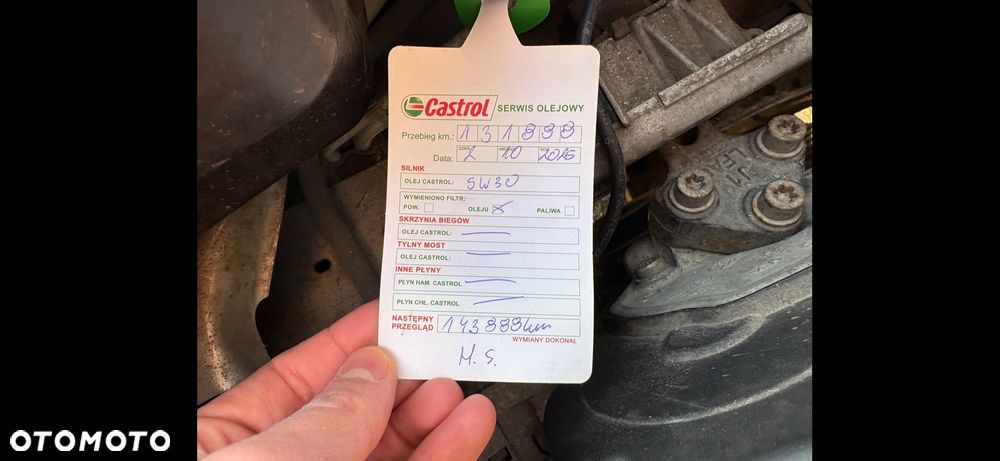 Castrol SERWIS OLEJOWY
Przebieg km.: 131888
Data: 2 10 2025
SILNIK
OLEJ CASTROL: 5W30
WYMIENIONO FILTR:
POW. OLEJU X PALIWA
SKRZYNIA BIEGÓW
OLEJ CASTROL:
TYLNY MOST
OLEJ CASTROL:
INNE PŁYNY
PŁYN HAM. CASTROL
PŁYN CHŁ. CASTROL
NASTĘPNY PRZEGLĄD 143888km
WYMIANY DOKONAŁ
M. S.
OTOMOTO